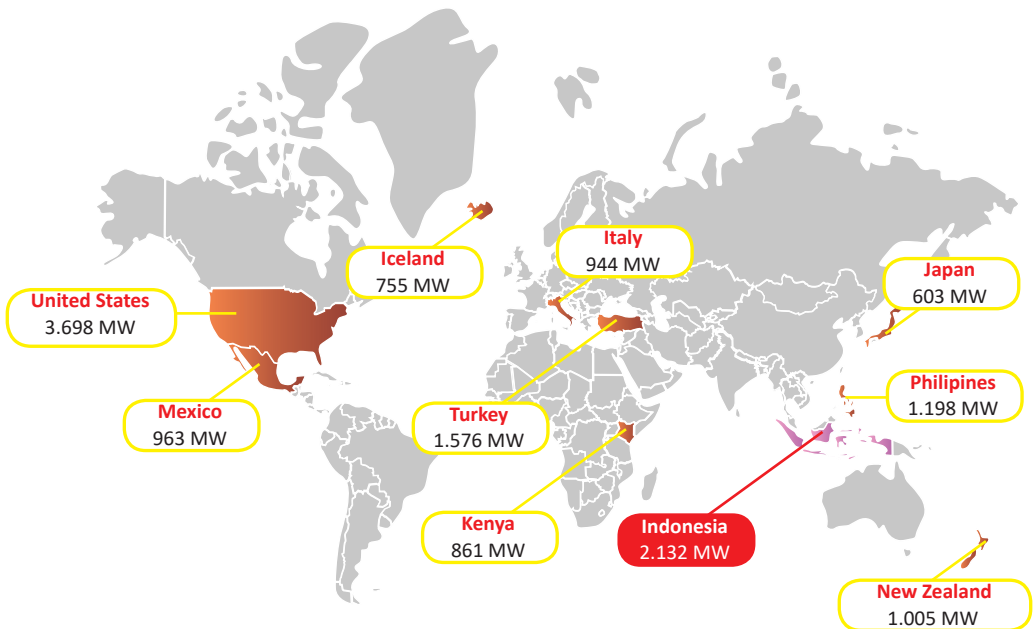 Italy
944 MW
Iceland
755 MW
Japan
603 MW
United States
3.698 MW
Philipines
1.198 MW
Mexico
963 MW
Turkey
1.576 MW
Kenya
861 MW
Indonesia
2.132 MW
New Zealand
1.005 MW